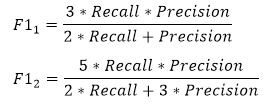 F1₁ = (3 * Recall * Precision) / (2 * Recall + Precision)
F1₂ = (5 * Recall * Precision) / (2 * Recall + 3 * Precision)